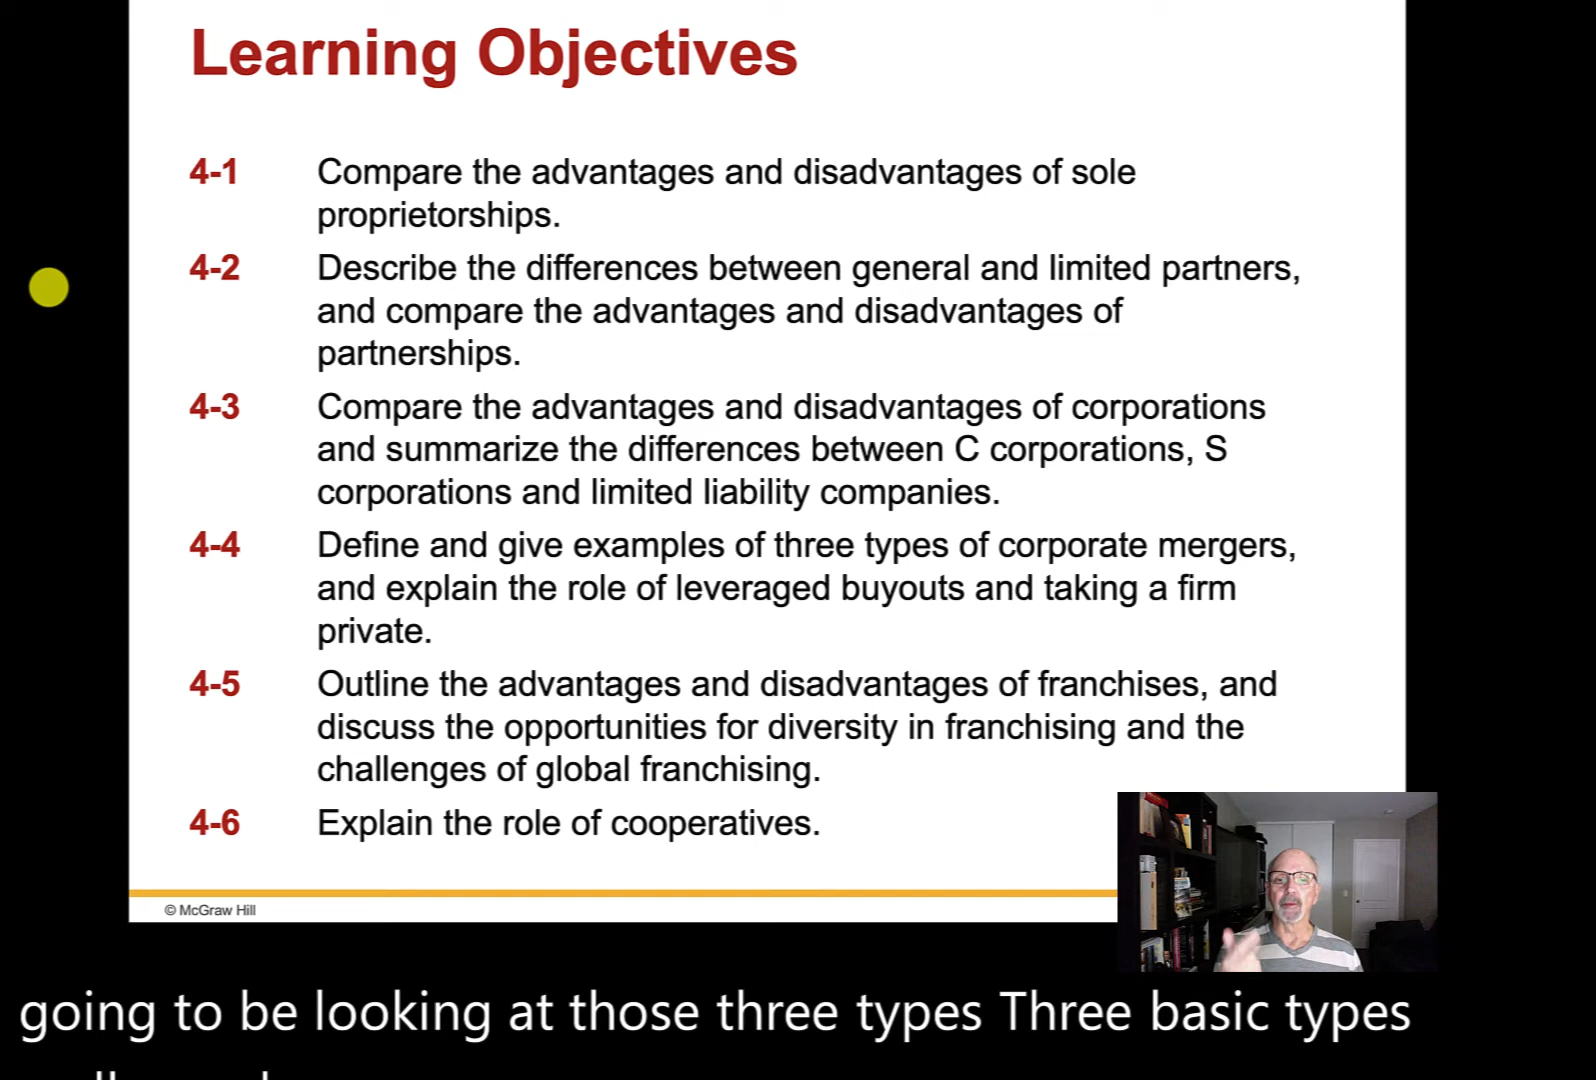 Learning Objectives
4-1 Compare the advantages and disadvantages of sole
proprietorships.
4-2 Describe the differences between general and limited partners,
and compare the advantages and disadvantages of
partnerships.
4-3 Compare the advantages and disadvantages of corporations
and summarize the differences between C corporations, S
corporations and limited liability companies.
4-4 Define and give examples of three types of corporate mergers,
and explain the role of leveraged buyouts and taking a firm
private.
4-5 Outline the advantages and disadvantages of franchises, and
discuss the opportunities for diversity in franchising and the
challenges of global franchising.
4-6 Explain the role of cooperatives.
© McGraw Hill
going to be looking at those three types Three basic types